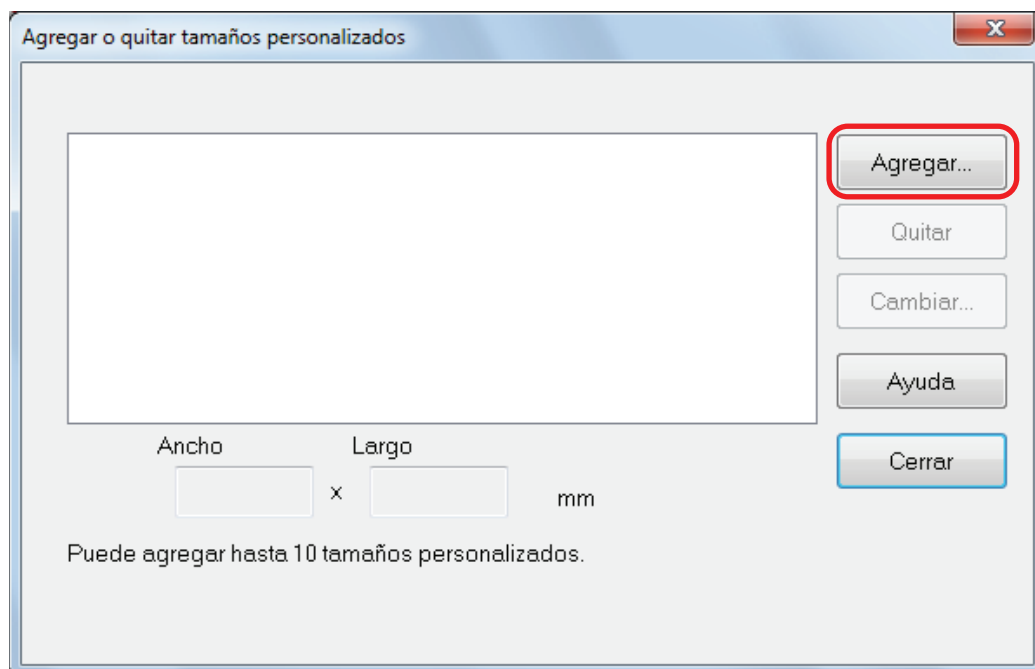 Agregar o quitar tamaños personalizados
Agregar...
Quitar
Cambiar...
Ayuda
Cerrar
Ancho Largo
x mm
Puede agregar hasta 10 tamaños personalizados.